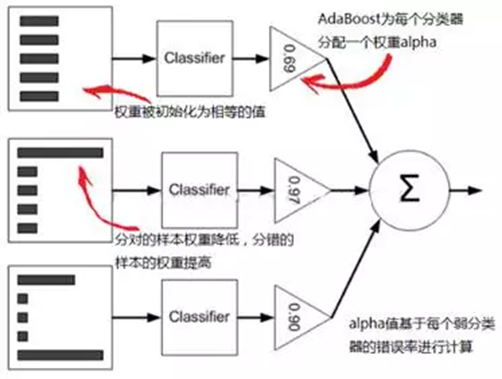 Classifier
0.69
AdaBoost为每个分类器
分配一个权重alpha
权重被初始化为相等的值
Classifier
0.97
Σ
分对的样本权重降低，分错的
样本的权重提高
Classifier
0.90
alpha值基于每个弱分类
器的错误率进行计算